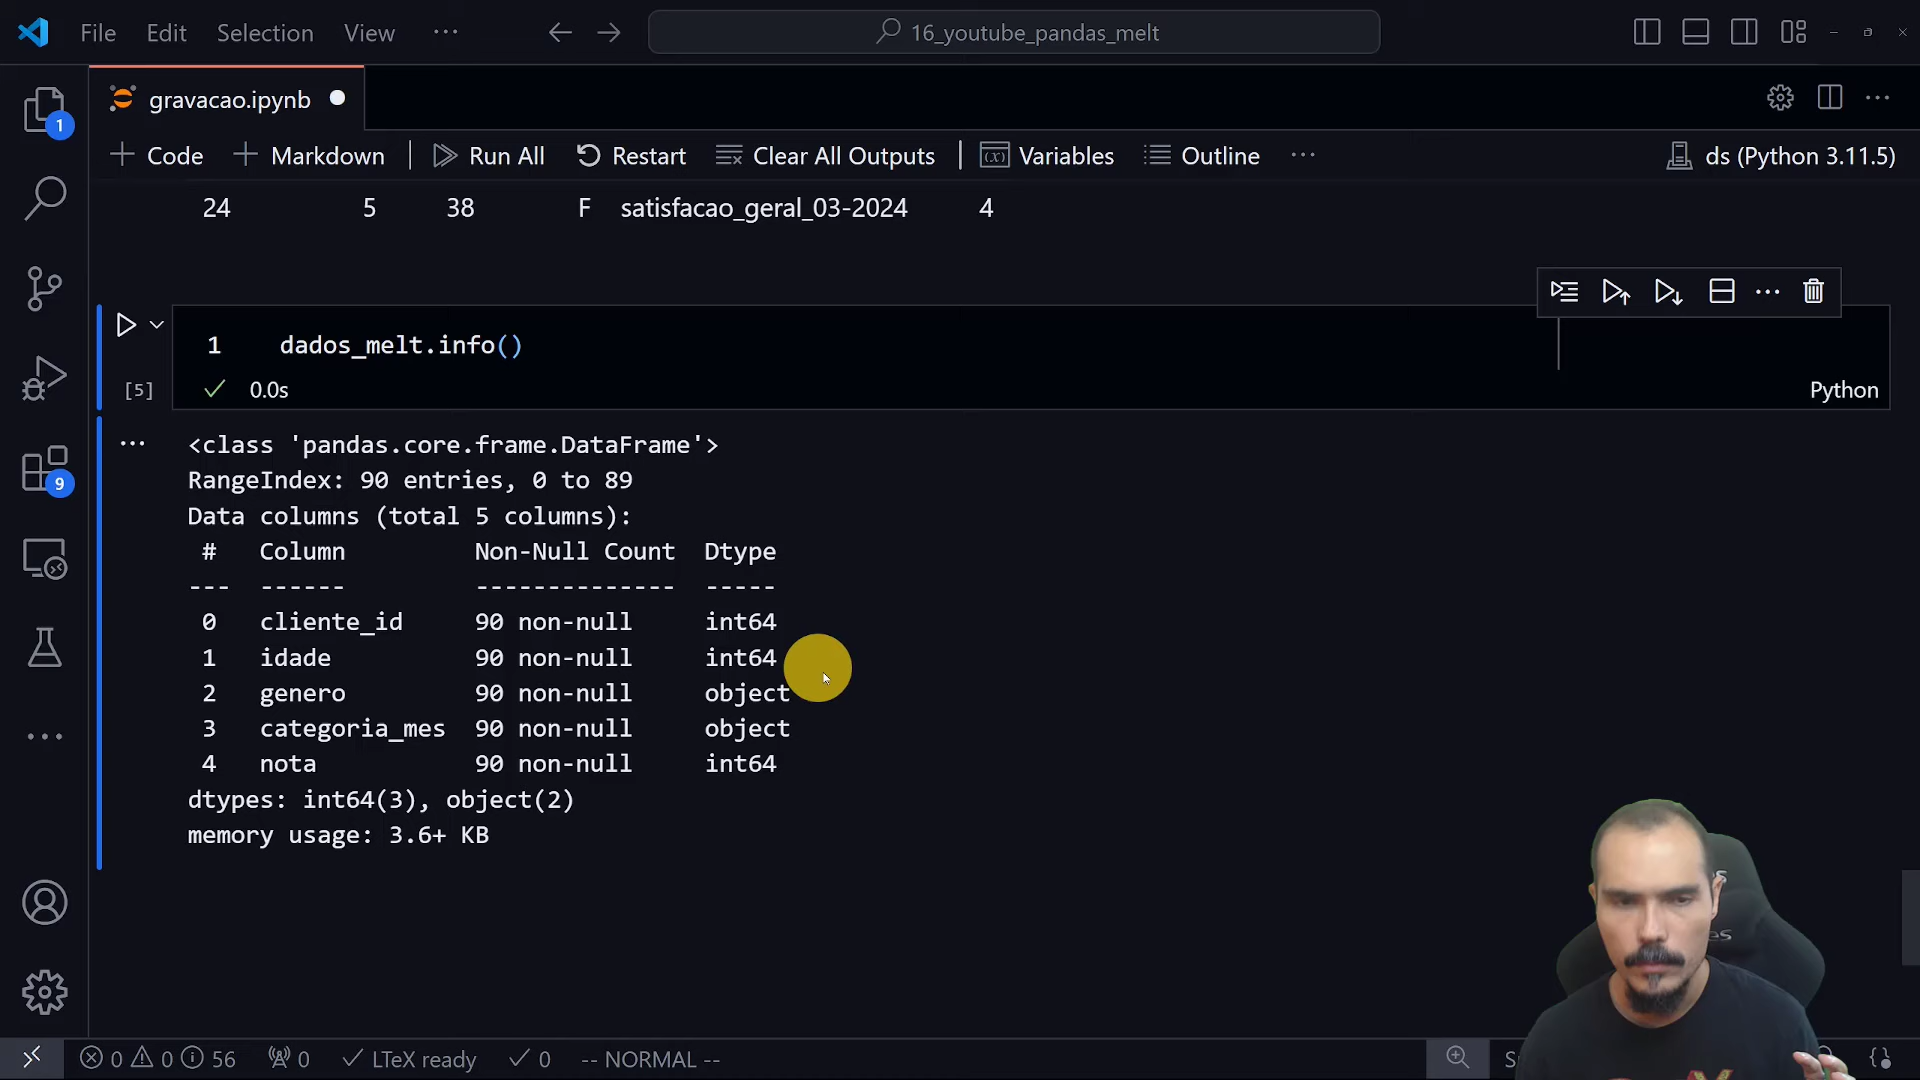 File Edit Selection View ··· 16_youtube_pandas_melt
gravacao.ipynb
1
Code Markdown | Run All Restart Clear All Outputs | Variables Outline ··· ds (Python 3.11.5)
24 5 38 F satisfacao_geral_03-2024 4
1 dados_melt.info()
[5] 0.0s Python
<class 'pandas.core.frame.DataFrame'>
RangeIndex: 90 entries, 0 to 89
9
Data columns (total 5 columns):
# Column Non-Null Count Dtype
--- ------ -------------- -----
0 cliente_id 90 non-null int64
1 idade 90 non-null int64
2 genero 90 non-null object
3 categoria_mes 90 non-null object
4 nota 90 non-null int64
dtypes: int64(3), object(2)
memory usage: 3.6+ KB
0 0 56 0 LTeX ready 0 -- NORMAL --